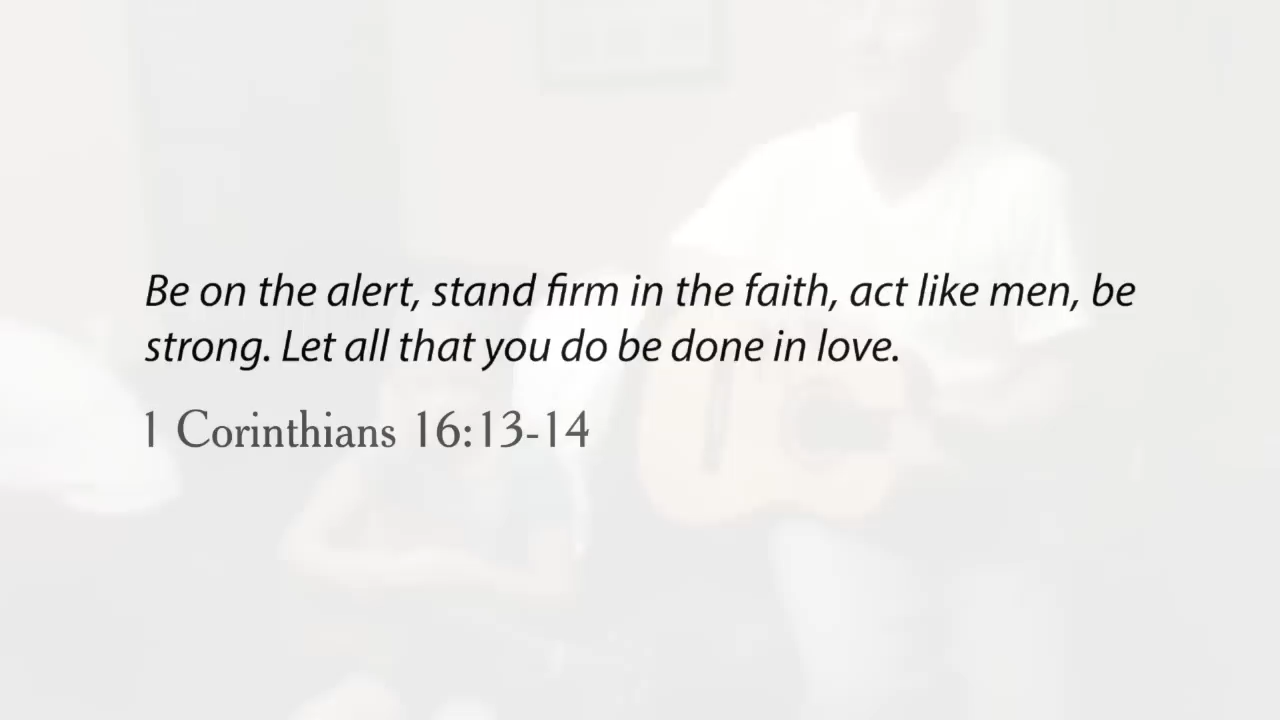 Be on the alert, stand firm in the faith, act like men, be
strong. Let all that you do be done in love.
1 Corinthians 16:13-14